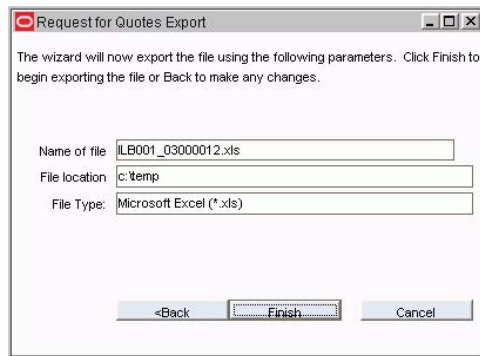 Request for Quotes Export
The wizard will now export the file using the following parameters. Click Finish to
begin exporting the file or Back to make any changes.
Name of file ILB001_03000012.xls
File location c:\temp
File Type: Microsoft Excel (*.xls)
<Back Finish Cancel